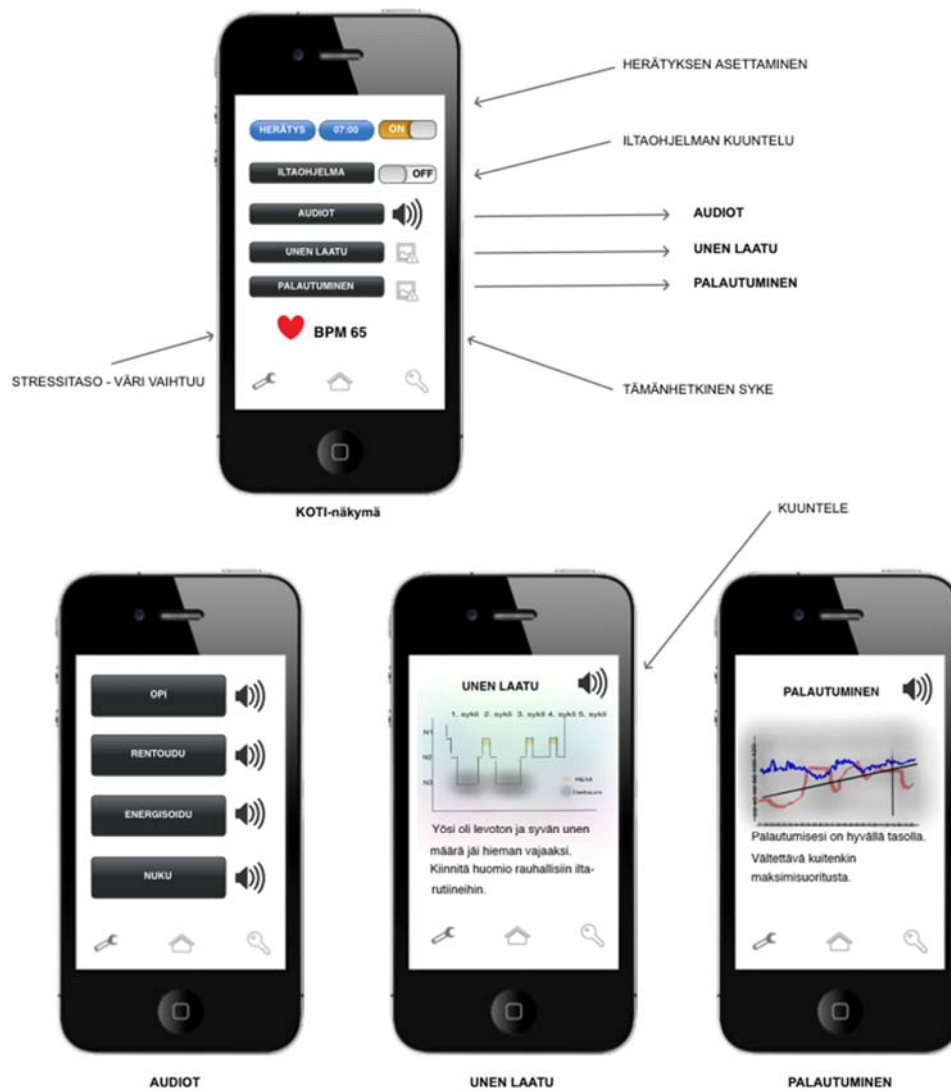 HERÄTYKSEN ASETTAMINEN
HERÄTYS 07:00 ON
ILTAOHJELMAN KUUNTELU
ILTAOHJELMA OFF
AUDIOT
AUDIOT
UNEN LAATU
UNEN LAATU
PALAUTUMINEN
PALAUTUMINEN
BPM 65
STRESSITASO - VÄRI VAIHTUU
TÄMÄNHETKINEN SYKE
KOTI-näkymä
KUUNTELE
OPI
RENTOUDU
ENERGISOIDU
NUKU
AUDIOT
UNEN LAATU
1. sykli 2. sykli 3. sykli 4. sykli 5. sykli
N1
N2
N3
REM
Yösi oli levoton ja syvän unen
määrä jäi hieman vajaaksi.
Kiinnitä huomio rauhallisiin ilta-
rutiineihin.
UNEN LAATU
PALAUTUMINEN
Palautumisesi on hyvällä tasolla.
Vältettävä kuitenkin
maksimisuoritusta.
PALAUTUMINEN